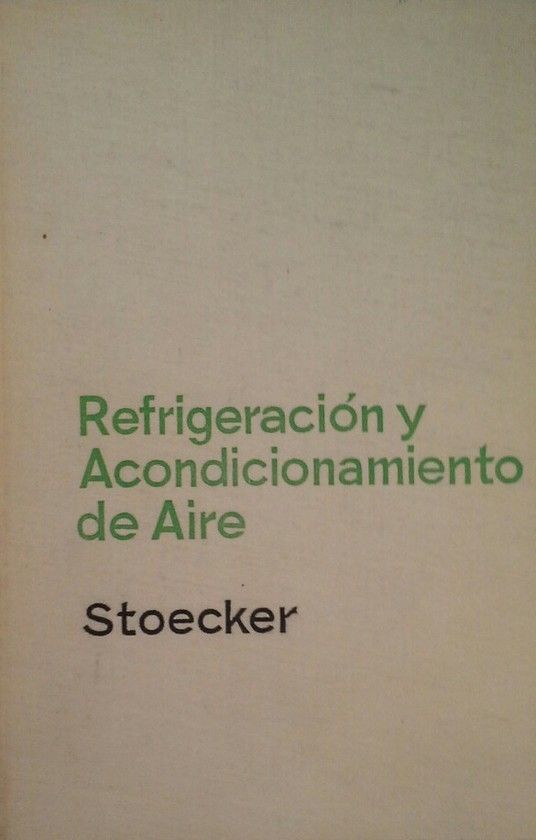 Refrigeración y
Acondicionamiento
de Aire
Stoecker